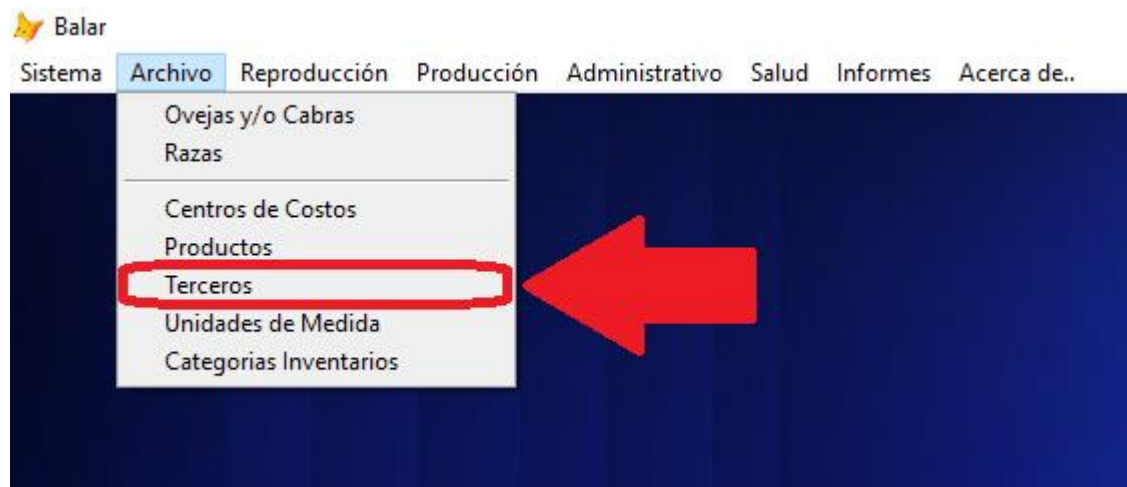 Balar
Sistema Archivo Reproducción Producción Administrativo Salud Informes Acerca de..
Ovejas y/o Cabras
Razas
Centros de Costos
Productos
Terceros
Unidades de Medida
Categorias Inventarios